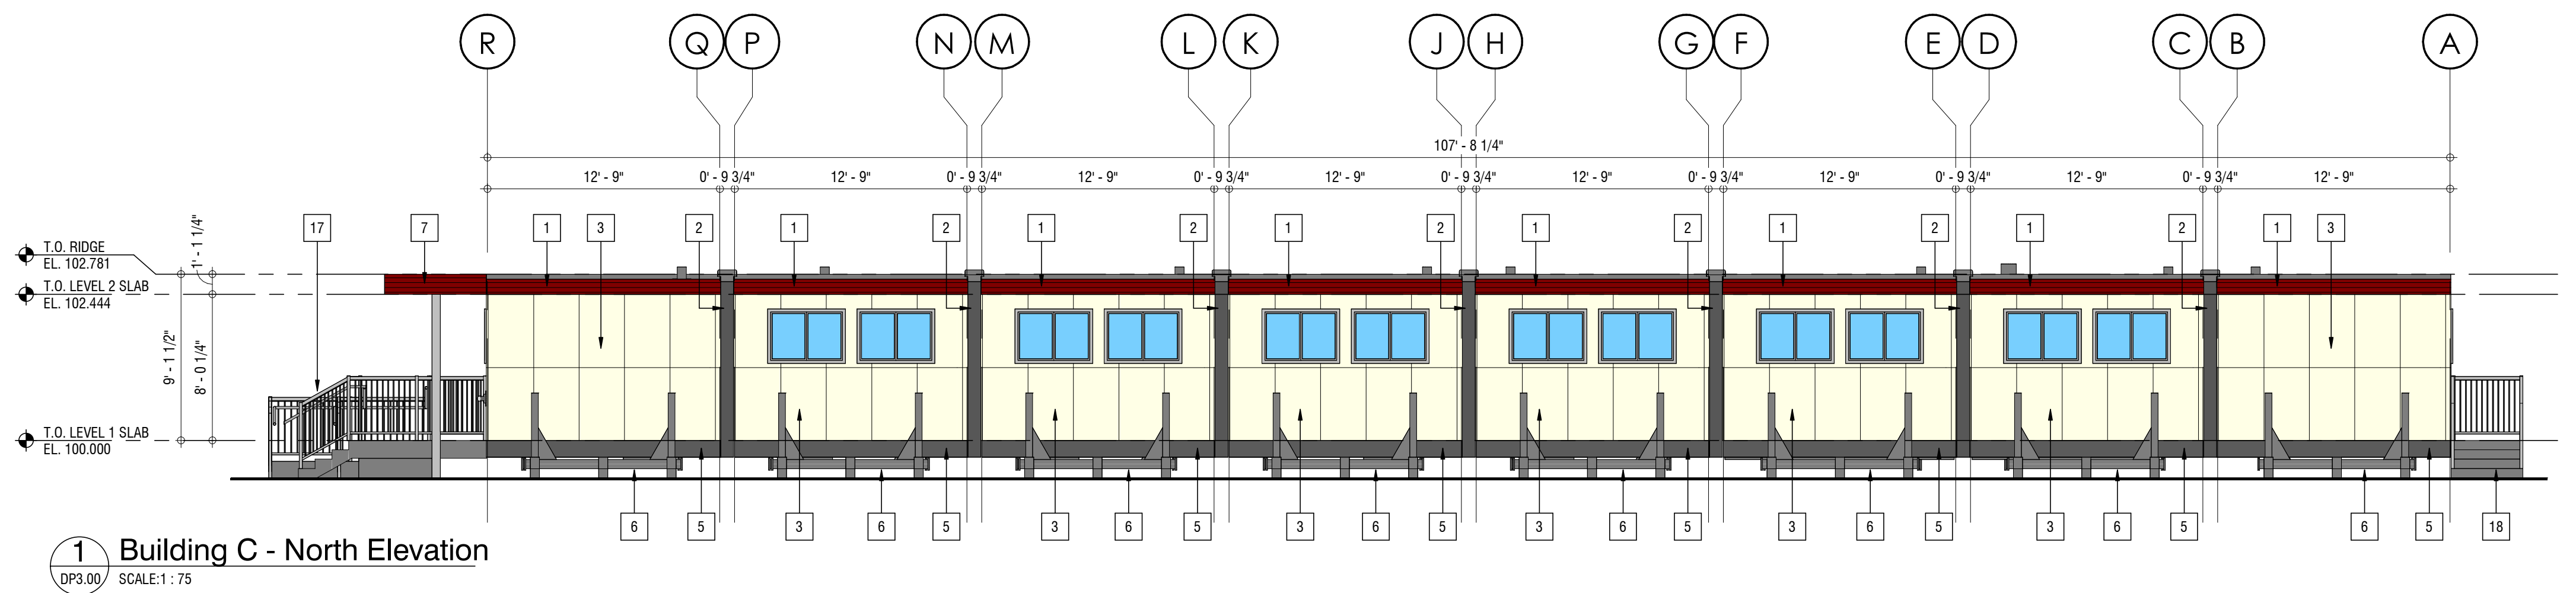 R Q P N M L K J H G F E D C B A
107' - 8 1/4"
12' - 9" 0' - 9 3/4" 12' - 9" 0' - 9 3/4" 12' - 9" 0' - 9 3/4" 12' - 9" 0' - 9 3/4" 12' - 9" 0' - 9 3/4" 12' - 9" 0' - 9 3/4" 12' - 9" 0' - 9 3/4" 12' - 9"
17 7 1 3 2 1 2 1 2 1 2 1 2 1 2 1 2 1 3
1' - 1 1/4"
T.O. RIDGE
EL. 102.781
T.O. LEVEL 2 SLAB
EL. 102.444
9' - 1 1/2"
8' - 0 1/4"
T.O. LEVEL 1 SLAB
EL. 100.000
6 5 3 6 5 3 6 5 3 6 5 3 6 5 3 6 5 3 6 5 6 5 18
1 Building C - North Elevation
DP3.00 SCALE:1 : 75